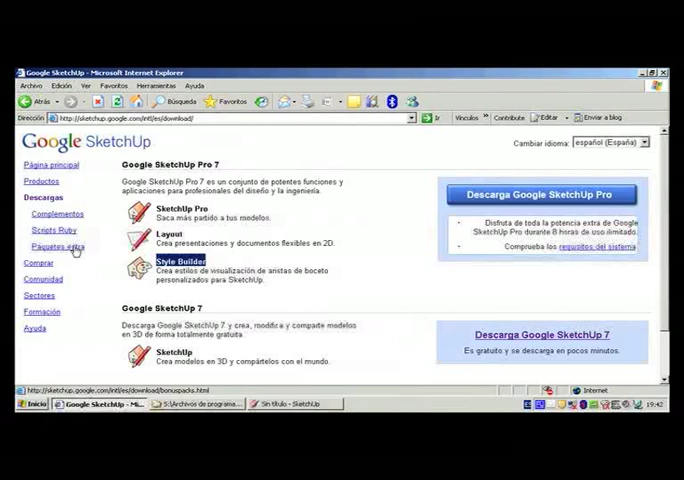 Google SketchUp - Microsoft Internet Explorer
Archivo Edición Ver Favoritos Herramientas Ayuda
Atrás Búsqueda Favoritos
Dirección http://sketchup.google.com/intl/es/download/ Ir Vínculos » Contribute Editar Enviar a blog
Google SketchUp
Cambiar idioma: español (España)
Página principal
Productos
Descargas
Complementos
Scripts Ruby
Paquetes extra
Comprar
Comunidad
Sectores
Formación
Ayuda
Google SketchUp Pro 7
Google SketchUp Pro 7 es un conjunto de potentes funciones y
aplicaciones para profesionales del diseño y la ingeniería.
SketchUp Pro
Saca más partido a tus modelos.
Layout
Crea presentaciones y documentos flexibles en 2D.
Style Builder
Crea estilos de visualización de aristas de boceto
personalizados para SketchUp.
Descarga Google SketchUp Pro
• Disfruta de toda la potencia extra de Google
SketchUp Pro durante 8 horas de uso ilimitado.
• Comprueba los requisitos del sistema
Google SketchUp 7
Descarga Google SketchUp 7 y crea, modifica y comparte modelos
en 3D de forma totalmente gratuita.
SketchUp
Crea modelos en 3D y compártelos con el mundo.
Descarga Google SketchUp 7
Es gratuito y se descarga en pocos minutos.
http://sketchup.google.com/intl/es/download/bonuspacks.html Internet
Inicio Google SketchUp - Mi... S:\Archivos de programa... Sin título - SketchUp ES 19:42